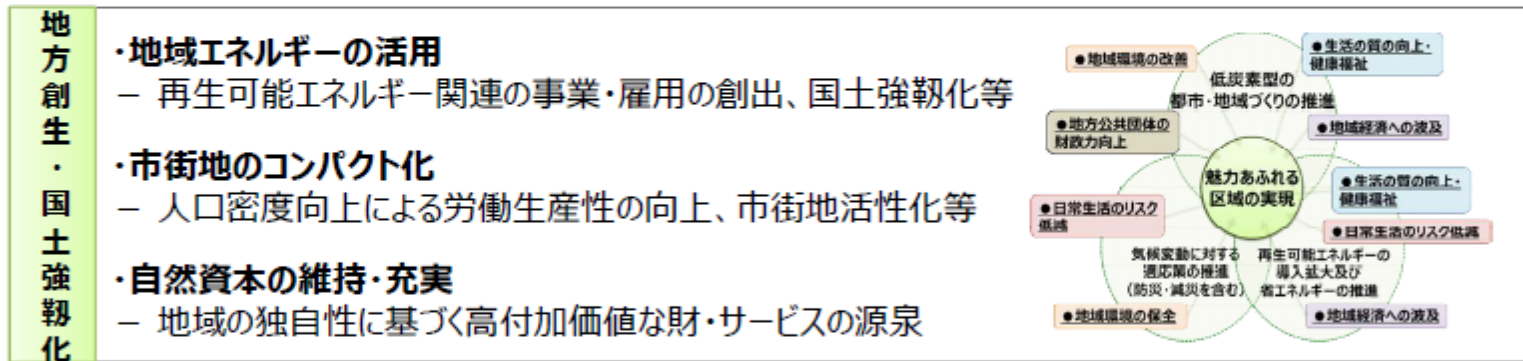 地方創生・国土強靱化
・地域エネルギーの活用
－ 再生可能エネルギー関連の事業・雇用の創出、国土強靱化等
・市街地のコンパクト化
－ 人口密度向上による労働生産性の向上、市街地活性化等
・自然資本の維持・充実
－ 地域の独自性に基づく高付加価値な財・サービスの源泉
●地域環境の改善
●生活の質の向上・
健康福祉
低炭素型の
都市・地域づくりの推進
●地方公共団体の
財政力向上
●地域経済への波及
魅力あふれる
区域の実現
●生活の質の向上・
健康福祉
●日常生活のリスク
低減
●日常生活のリスク低減
気候変動に対する
適応策の推進
(防災・減災を含む)
再生可能エネルギーの
導入拡大及び
省エネルギーの推進
●地域環境の保全
●地域経済への波及